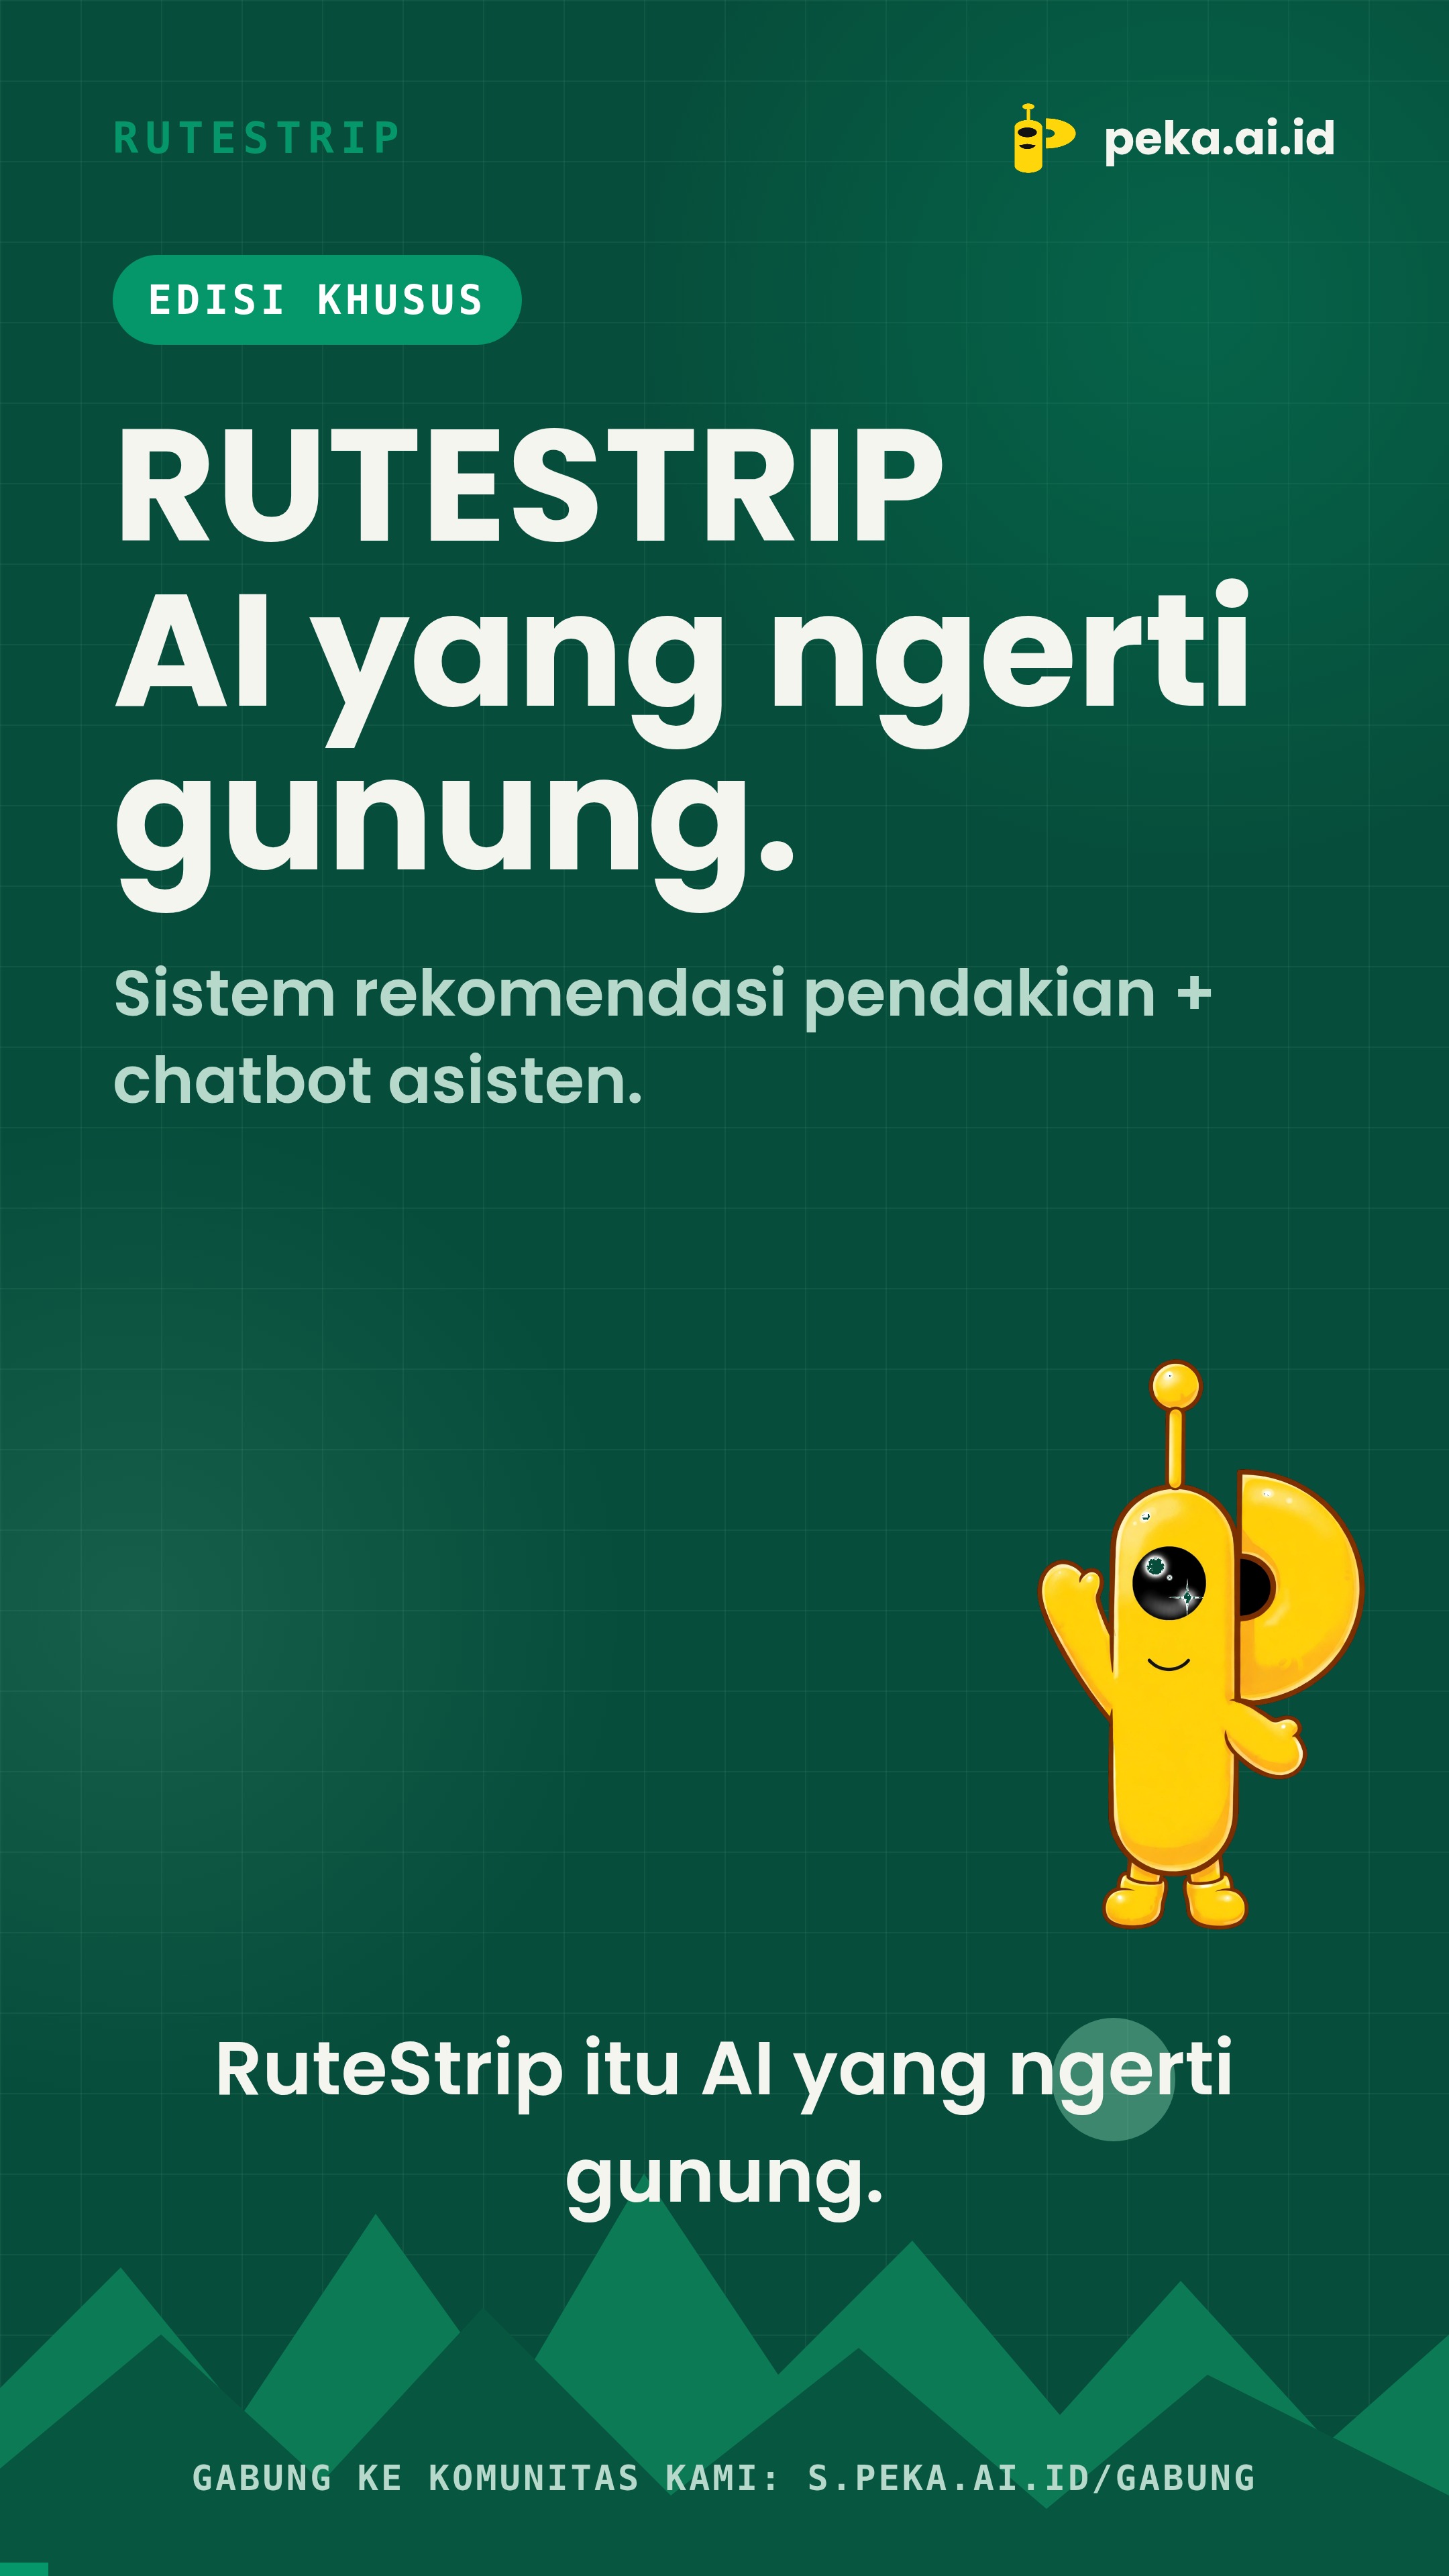 RUTESTRIP
peka.ai.id
EDISI KHUSUS
RUTESTRIP
AI yang ngerti
gunung.
Sistem rekomendasi pendakian +
chatbot asisten.
RuteStrip itu AI yang ngerti
gunung.
GABUNG KE KOMUNITAS KAMI: S.PEKA.AI.ID/GABUNG